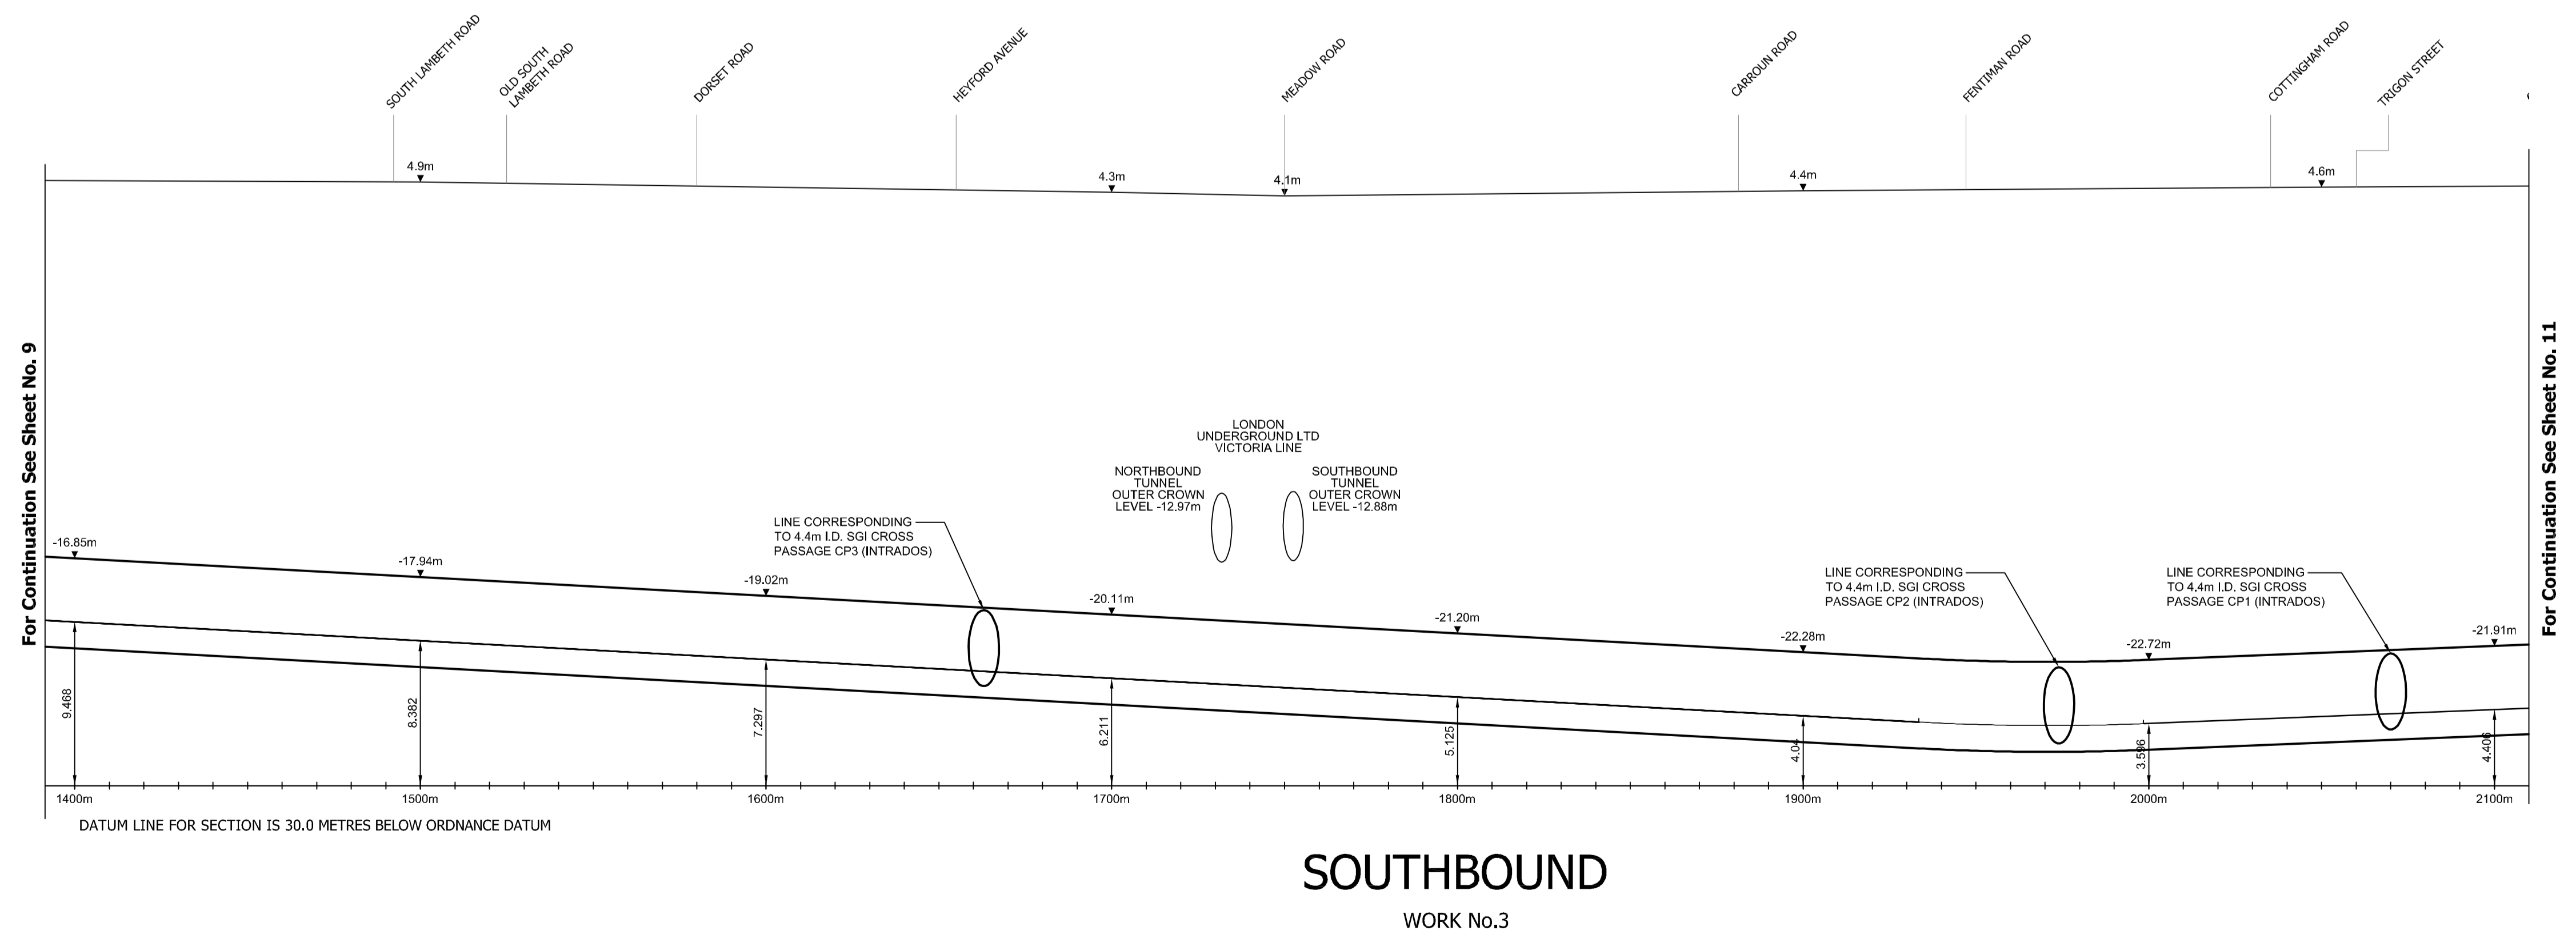 SOUTH LAMBETH ROAD
OLD SOUTH
LAMBETH ROAD
DORSET ROAD
HEYFORD AVENUE
MEADOW ROAD
CARROUN ROAD
FENTIMAN ROAD
COTTINGHAM ROAD
TRIGON STREET
4.9m
4.3m
4.1m
4.4m
4.6m
For Continuation See Sheet No. 9
For Continuation See Sheet No. 11
LONDON
UNDERGROUND LTD
VICTORIA LINE
NORTHBOUND
TUNNEL
OUTER CROWN
LEVEL -12.97m
SOUTHBOUND
TUNNEL
OUTER CROWN
LEVEL -12.88m
LINE CORRESPONDING
TO 4.4m I.D. SGI CROSS
PASSAGE CP3 (INTRADOS)
LINE CORRESPONDING
TO 4.4m I.D. SGI CROSS
PASSAGE CP2 (INTRADOS)
LINE CORRESPONDING
TO 4.4m I.D. SGI CROSS
PASSAGE CP1 (INTRADOS)
-16.85m
-17.94m
-19.02m
-20.11m
-21.20m
-22.28m
-22.72m
-21.91m
9.468
8.382
7.297
6.211
5.125
4.04
3.596
4.406
1400m
1500m
1600m
1700m
1800m
1900m
2000m
2100m
DATUM LINE FOR SECTION IS 30.0 METRES BELOW ORDNANCE DATUM
SOUTHBOUND
WORK No.3